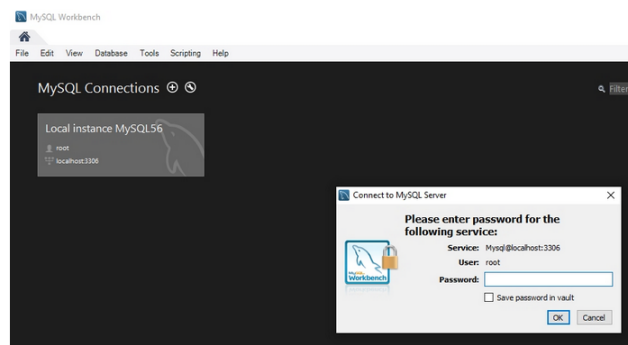 MySQL Workbench
File Edit View Database Tools Scripting Help
MySQL Connections
Filter
Local instance MySQL56
root
localhost:3306
Connect to MySQL Server
Please enter password for the
following service:
Service: Mysql@localhost:3306
User: root
Password:
Save password in vault
OK Cancel
MySQL
Workbench